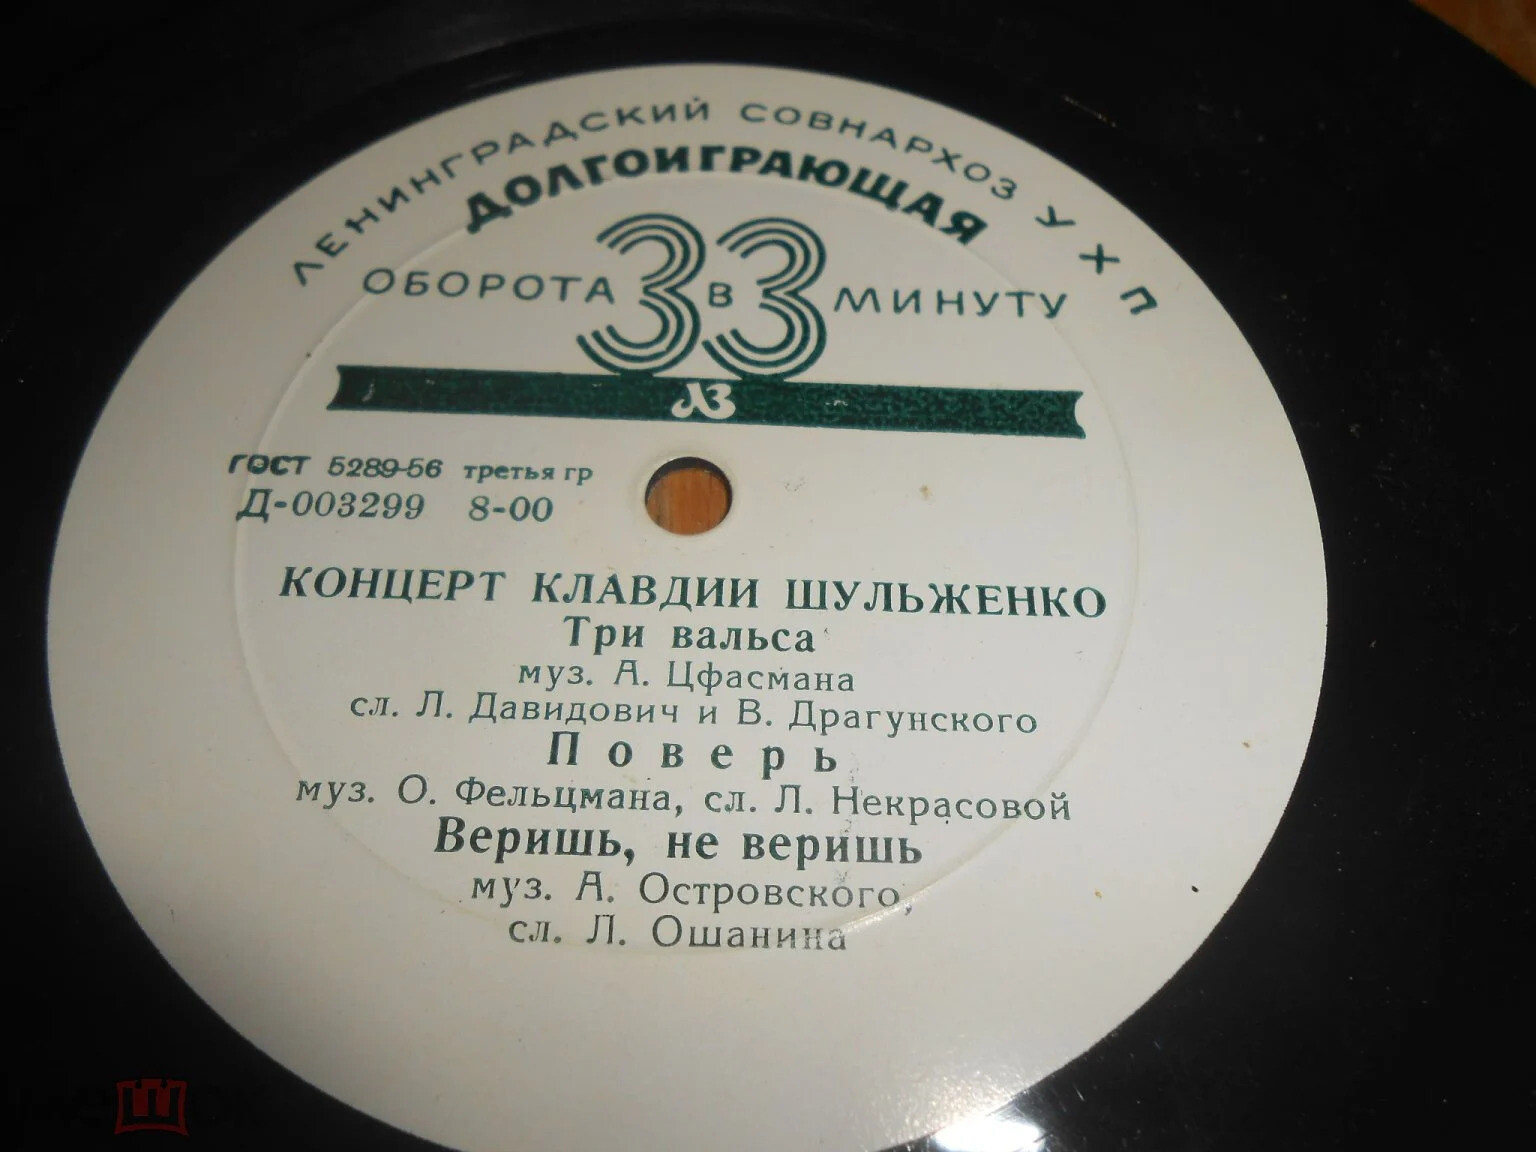 ЛЕНИНГРАДСКИЙ СОВНАРХОЗ УХП
ДОЛГОИГРАЮЩАЯ
ОБОРОТА 33 В МИНУТУ
ЛЗ
ГОСТ 5289-56 третья гр
Д-003299 8-00
КОНЦЕРТ КЛАВДИИ ШУЛЬЖЕНКО
Три вальса
муз. А. Цфасмана
сл. Л. Давидович и В. Драгунского
Поверь
муз. О. Фельцмана, сл. Л. Некрасовой
Веришь, не веришь
муз. А. Островского,
сл. Л. Ошанина